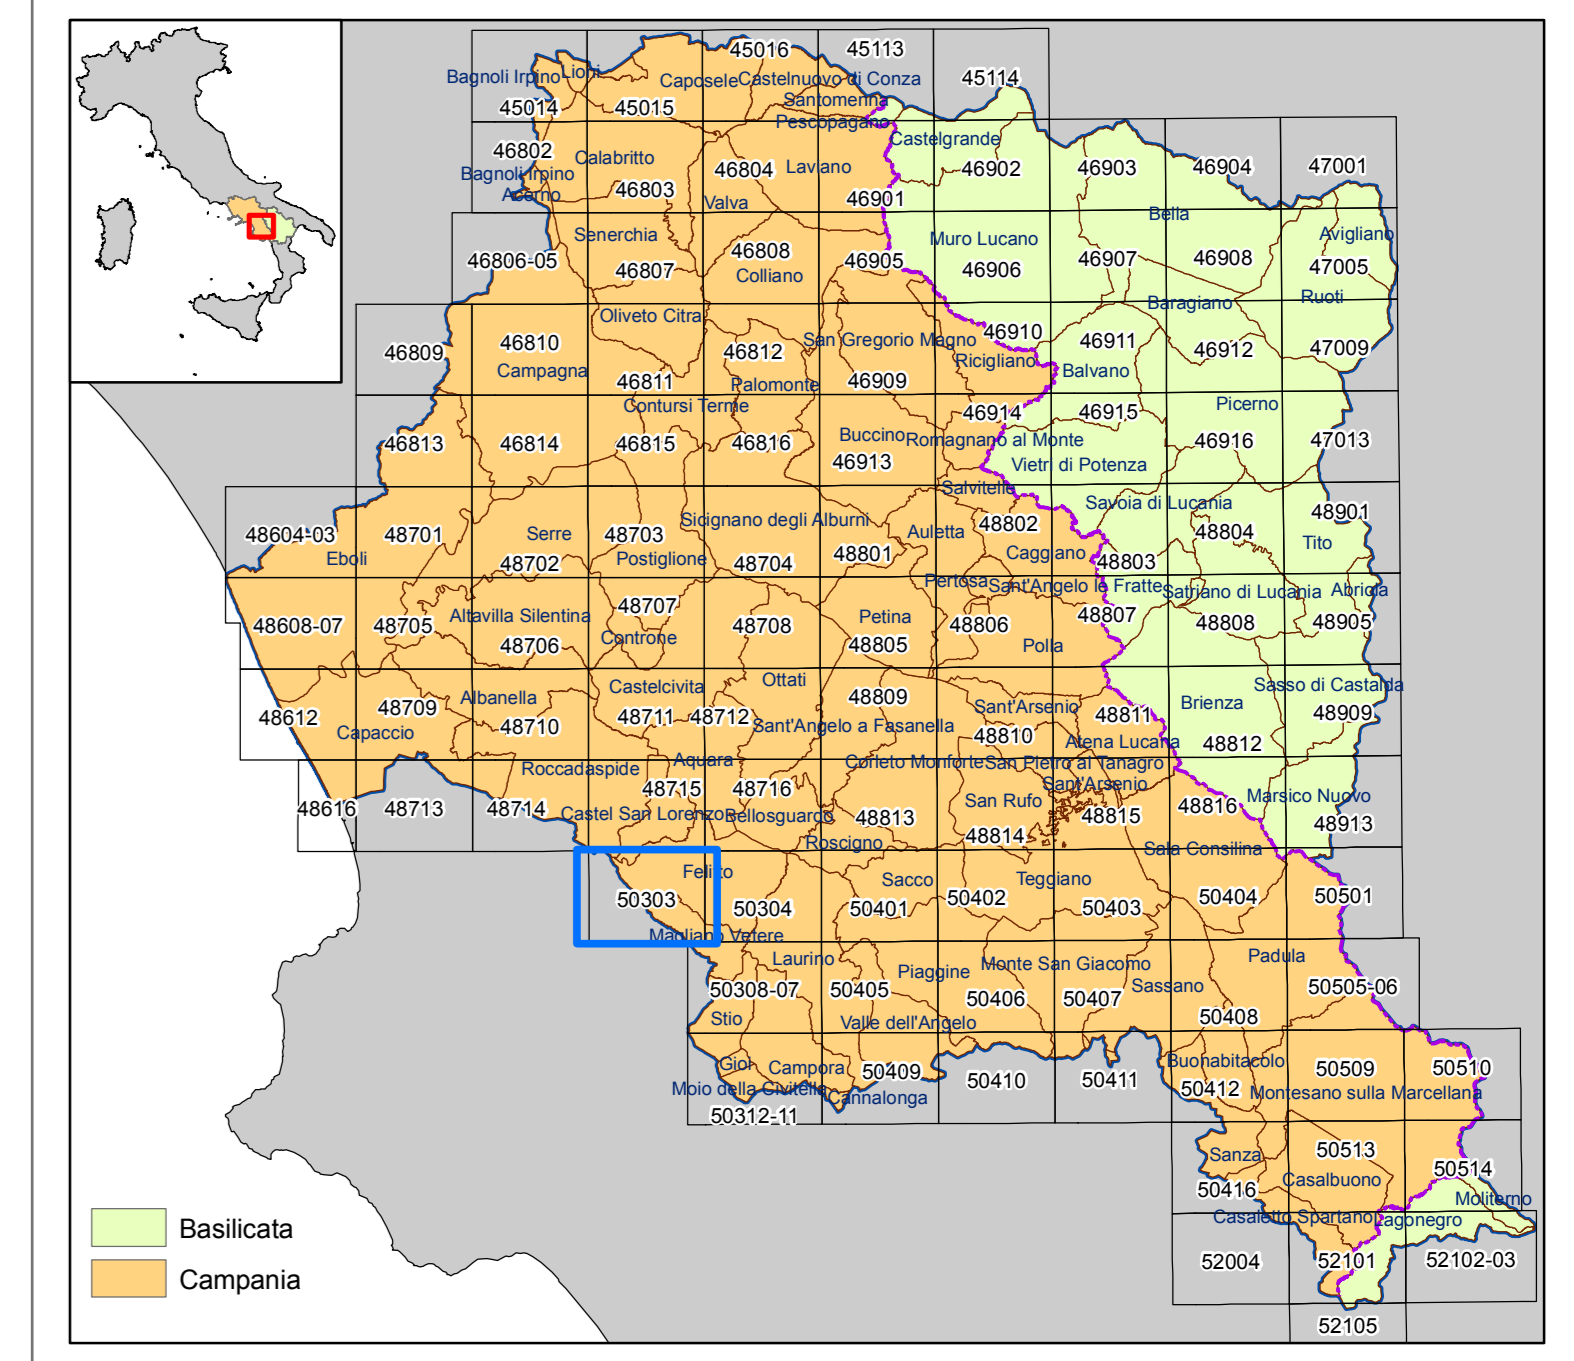 45016
45113
45114
Bagnoli Irpino
Lioni
Caposele
Castelnuovo di Conza
45014
45015
Santomenna
Pescopagano
Castelgrande
46802
Calabritto
46804
Laviano
46902
46903
46904
47001
Bagnoli Irpino
Acerno
46803
Valva
46901
Bella
Senerchia
Muro Lucano
Avigliano
46806-05
46807
46808
Colliano
46905
46906
46907
46908
47005
Oliveto Citra
Baragiano
Ruoti
46809
46810
Campagna
46811
46812
San Gregorio Magno
46910
Ricigliano
46911
46912
47009
Palomonte
46909
Balvano
Contursi Terme
46914
46915
Picerno
46813
46814
46815
46816
Buccino
Romagnano al Monte
46916
47013
46913
Vietri di Potenza
Salvitelle
Savoia di Lucania
48604-03
Eboli
48701
Serre
48702
48703
Postiglione
Sicignano degli Alburni
48704
48801
Auletta
48802
Caggiano
48803
48804
48901
Tito
Pertosa
Sant'Angelo le Fratte
Satriano di Lucania
Abriola
48608-07
48705
Altavilla Silentina
48706
48707
Controne
48708
Petina
48805
48806
Polla
48807
48808
48905
48612
Capaccio
48709
Albanella
48710
Castelcivita
48711
48712
Ottati
Sant'Angelo a Fasanella
48809
Sant'Arsenio
48810
48811
Atena Lucana
Brienza
48812
Sasso di Castalda
48909
Roccadaspide
Aquara
Corleto Monforte
San Pietro al Tanagro
Sant'Arsenio
48616
48713
48714
48715
Castel San Lorenzo
48716
Bellosguardo
48813
Roscigno
San Rufo
48814
48815
48816
Marsico Nuovo
48913
Sala Consilina
Felitto
50303
50304
Sacco
50401
50402
Teggiano
50403
50404
50501
Magliano Vetere
Laurino
Piaggine
Monte San Giacomo
Sassano
Padula
50308-07
50405
50406
50407
50408
50505-06
Stio
Valle dell'Angelo
Gioi
Campora
50409
50410
50411
Buonabitacolo
50412
50509
50510
Moio della Civitella
Cannalonga
Montesano sulla Marcellana
50312-11
Sanza
50513
50514
50416
Casalbuono
Moliterno
Casaletto Spartano
Lagonegro
52004
52101
52102-03
52105
Basilicata
Campania